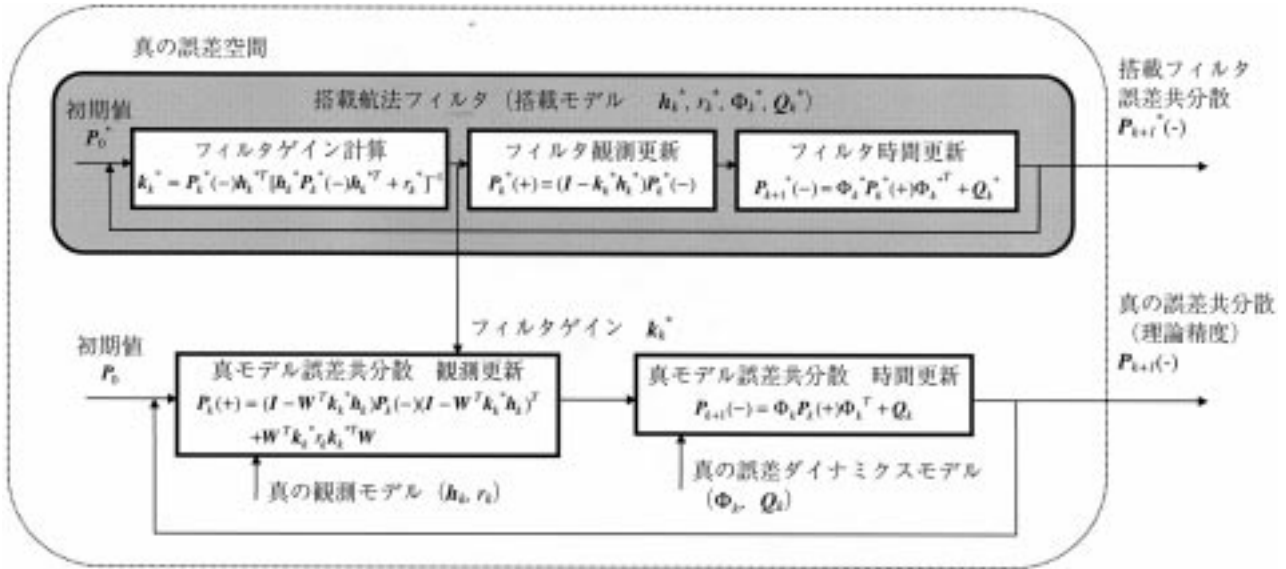 真の誤差空間
搭載航法フィルタ（搭載モデル　h_k^*, r_k^*, Φ_k^*, Q_k^*）
初期値
P_0^*
フィルタゲイン計算
k_k^* = P_k^*(-)h_k^{*T}[h_k^*P_k^*(-)h_k^{*T} + r_k^*]^{-1}
フィルタ観測更新
P_k^*(+) = (I - k_k^*h_k^*)P_k^*(-)
フィルタ時間更新
P_{k+1}^*(-) = Φ_k^*P_k^*(+)Φ_k^{*T} + Q_k^*
搭載フィルタ
誤差共分散
P_{k+1}^*(-)
フィルタゲイン　k_k^*
初期値
P_0
真モデル誤差共分散　観測更新
P_k(+) = (I - W^Tk_k^*h_k)P_k(-)(I - W^Tk_k^*h_k)^T
+W^Tk_k^*r_kk_k^{*T}W
真モデル誤差共分散　時間更新
P_{k+1}(-) = Φ_kP_k(+)Φ_k^T + Q_k
真の誤差共分散
（理論精度）
P_{k+1}(-)
真の観測モデル（h_k, r_k）
真の誤差ダイナミクスモデル
（Φ_k, Q_k）